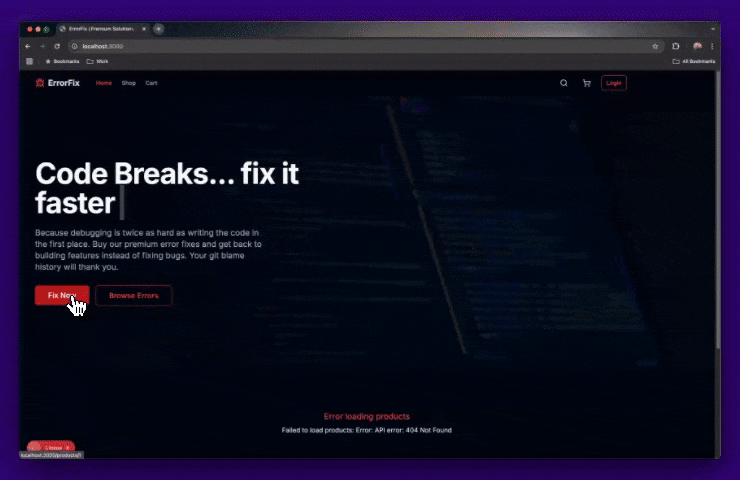 ErrorFix | Premium Solution
localhost:3000
Bookmarks
Work
All Bookmarks
ErrorFix
Home
Shop
Cart
Login
Code Breaks... fix it
faster
Because debugging is twice as hard as writing the code in
the first place. Buy our premium error fixes and get back to
building features instead of fixing bugs. Your git blame
history will thank you.
Fix Now
Browse Errors
Error loading products
Failed to load products: Error: API error: 404 Not Found
1 Issue
localhost:3000/products/1